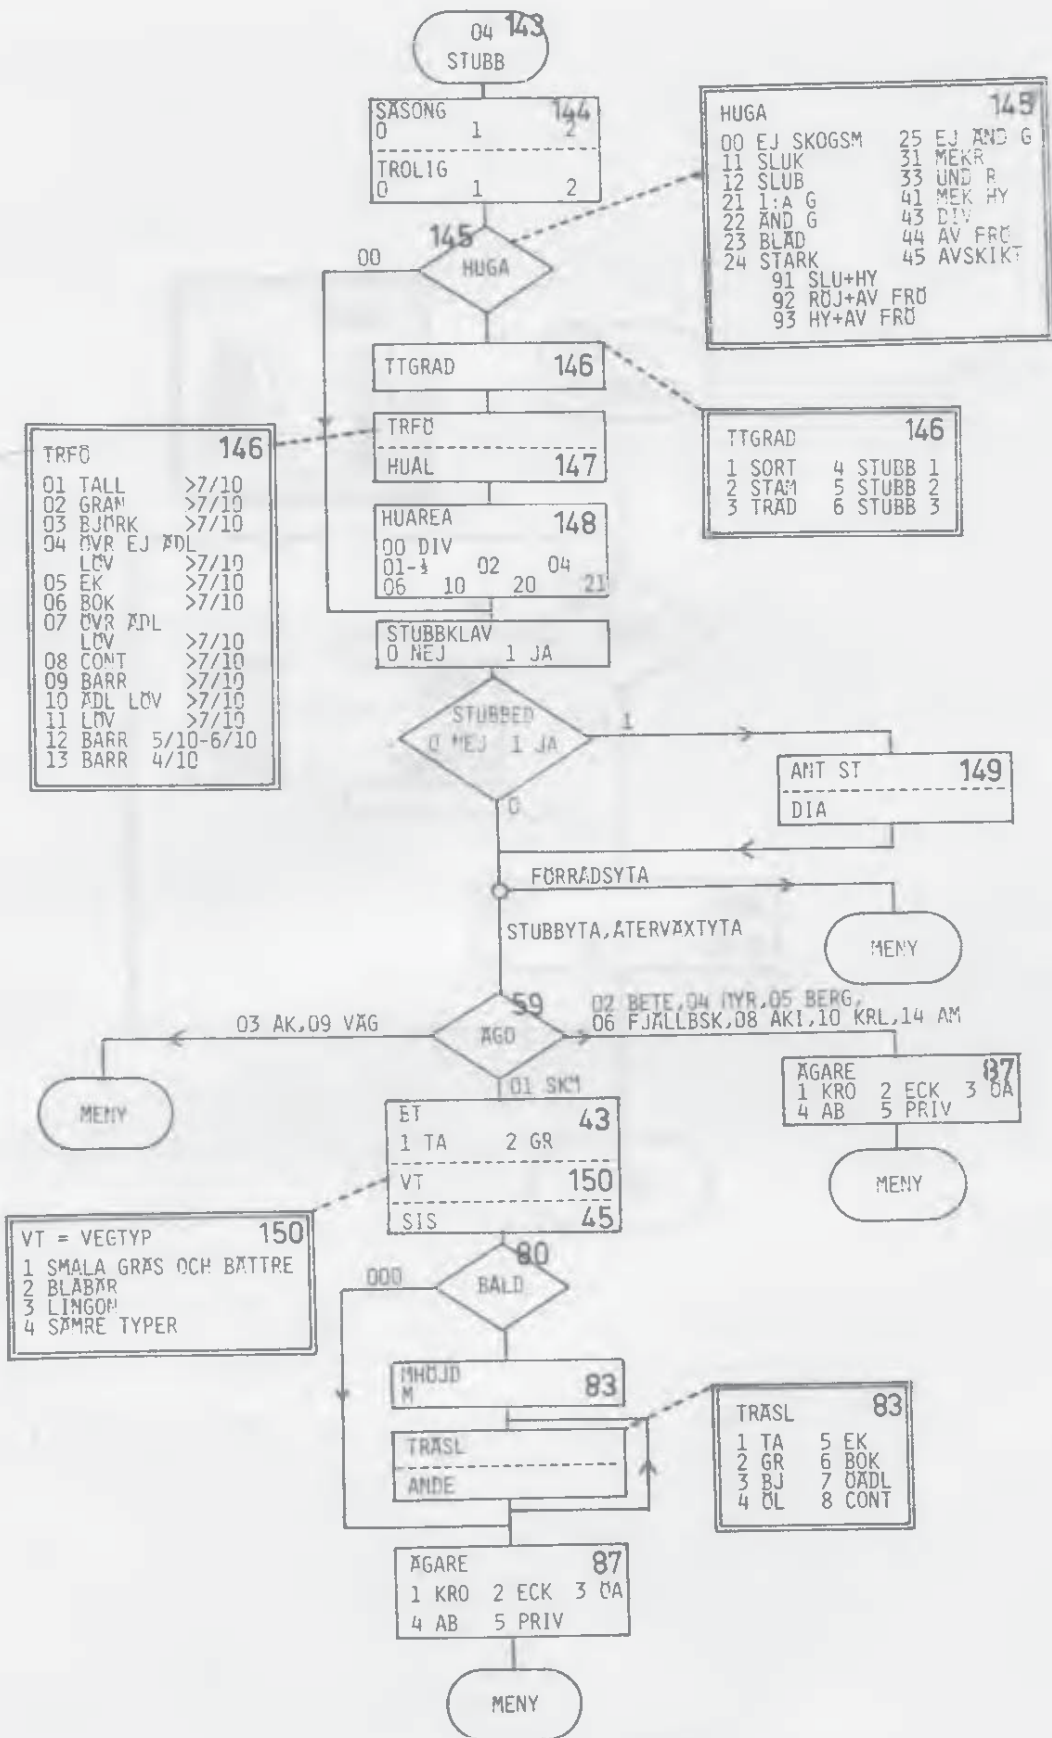 04 143
STUBB
SÄSONG 144
0 1 2
TROLIG
0 1 2
HUGA 145
00 EJ SKOGSM 25 EJ ÄND G
11 SLUK 31 MEKR
12 SLUB 33 UND R
21 1:A G 41 MEK HY
22 ÄND G 43 DIV
23 BLÄD 44 AV FRÖ
24 STARK 45 AVSKIKT
91 SLU+HY
92 RÖJ+AV FRÖ
93 HY+AV FRÖ
145
00
HUGA
TTGRAD 146
TRFÖ
HUAL 147
TTGRAD 146
1 SORT 4 STUBB 1
2 STAM 5 STUBB 2
3 TRÄD 6 STUBB 3
TRFÖ 146
01 TALL >7/10
02 GRAN >7/10
03 BJÖRK >7/10
04 ÖVR EJ ÄDL
LÖV >7/10
05 EK >7/10
06 BOK >7/10
07 ÖVR ÄDL
LÖV >7/10
08 CONT >7/10
09 BARR >7/10
10 ÄDL LÖV >7/10
11 LÖV >7/10
12 BARR 5/10-6/10
13 BARR 4/10
HUAREA 148
00 DIV
01- 02 04
06 10 20 21
STUBBKLAV
0 NEJ 1 JA
STUBBED
0 NEJ 1 JA
1
0
ANT ST 149
DIA
FÖRRÅDSYTA
STUBBYTA,ÅTERVÄXTYTA
MENY
59
ÄGO
03 AK,09 VÄG
02 BETE,04 MYR,05 BERG,
06 FJÄLLBSK,08 AKI,10 KRL,14 AM
01 SKM
MENY
ÄGARE 87
1 KRO 2 ECK 3 ÖA
4 AB 5 PRIV
MENY
ET 43
1 TA 2 GR
VT 150
SIS 45
VT = VEGTYP 150
1 SMALA GRÄS OCH BÄTTRE
2 BLÅBÄR
3 LINGON
4 SÄMRE TYPER
80
000
BALD
MHÖJD 83
M
TRÄSL
ANDE
TRÄSL 83
1 TA 5 EK
2 GR 6 BOK
3 BJ 7 ÖÄDL
4 ÖL 8 CONT
ÄGARE 87
1 KRO 2 ECK 3 ÖA
4 AB 5 PRIV
MENY